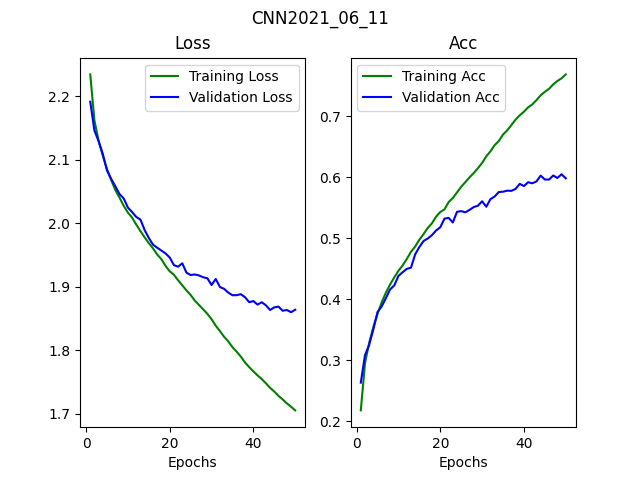 CNN2021_06_11
Loss
Training Loss
Validation Loss
2.2
2.1
2.0
1.9
1.8
1.7
0
20
40
Epochs
Acc
Training Acc
Validation Acc
0.7
0.6
0.5
0.4
0.3
0.2
0
20
40
Epochs